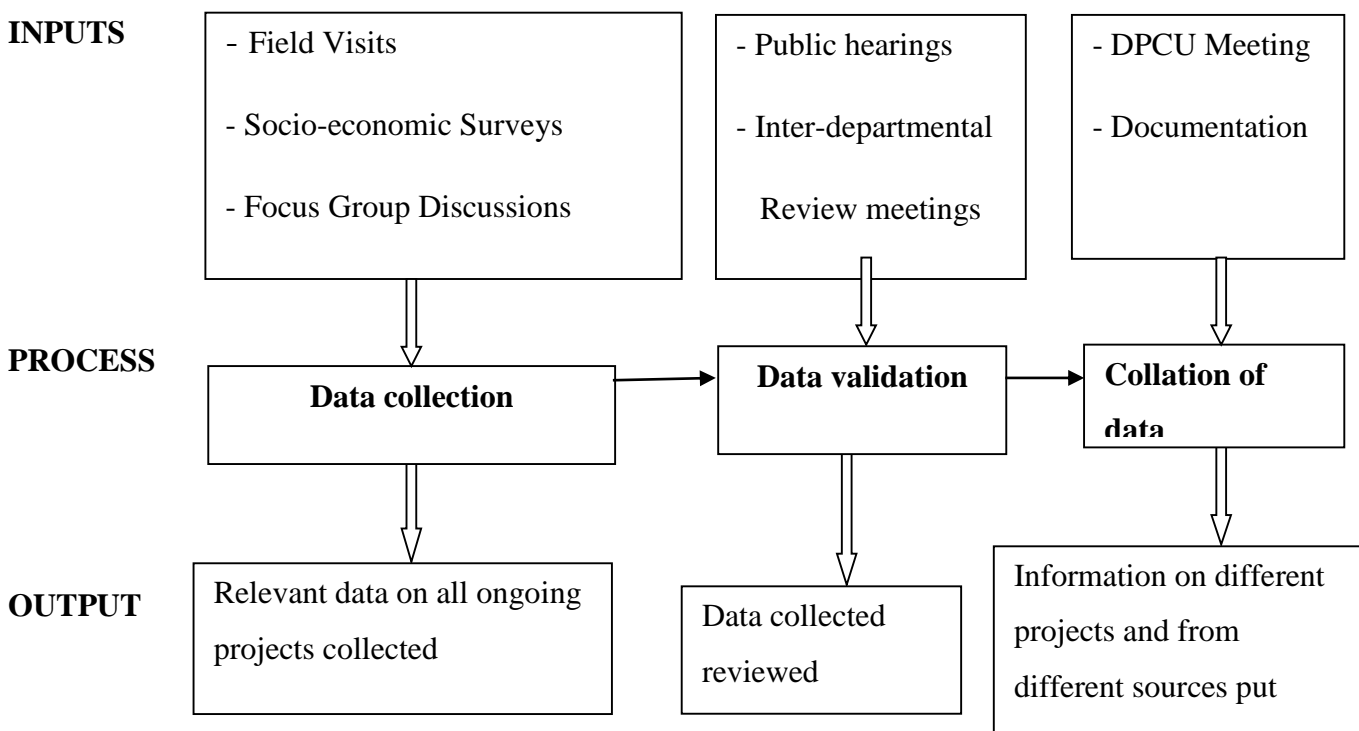 INPUTS
- Field Visits
- Socio-economic Surveys
- Focus Group Discussions
- Public hearings
- Inter-departmental
Review meetings
- DPCU Meeting
- Documentation
PROCESS
Data collection
Data validation
Collation of
data
OUTPUT
Relevant data on all ongoing
projects collected
Data collected
reviewed
Information on different
projects and from
different sources put